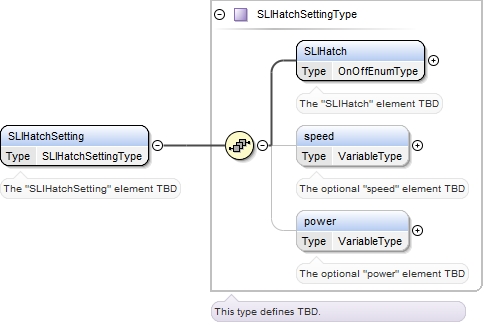 SLIHatchSettingType
SLIHatch
Type OnOffEnumType
The "SLIHatch" element TBD
SLIHatchSetting
Type SLIHatchSettingType
The "SLIHatchSetting" element TBD
speed
Type VariableType
The optional "speed" element TBD
power
Type VariableType
The optional "power" element TBD
This type defines TBD.